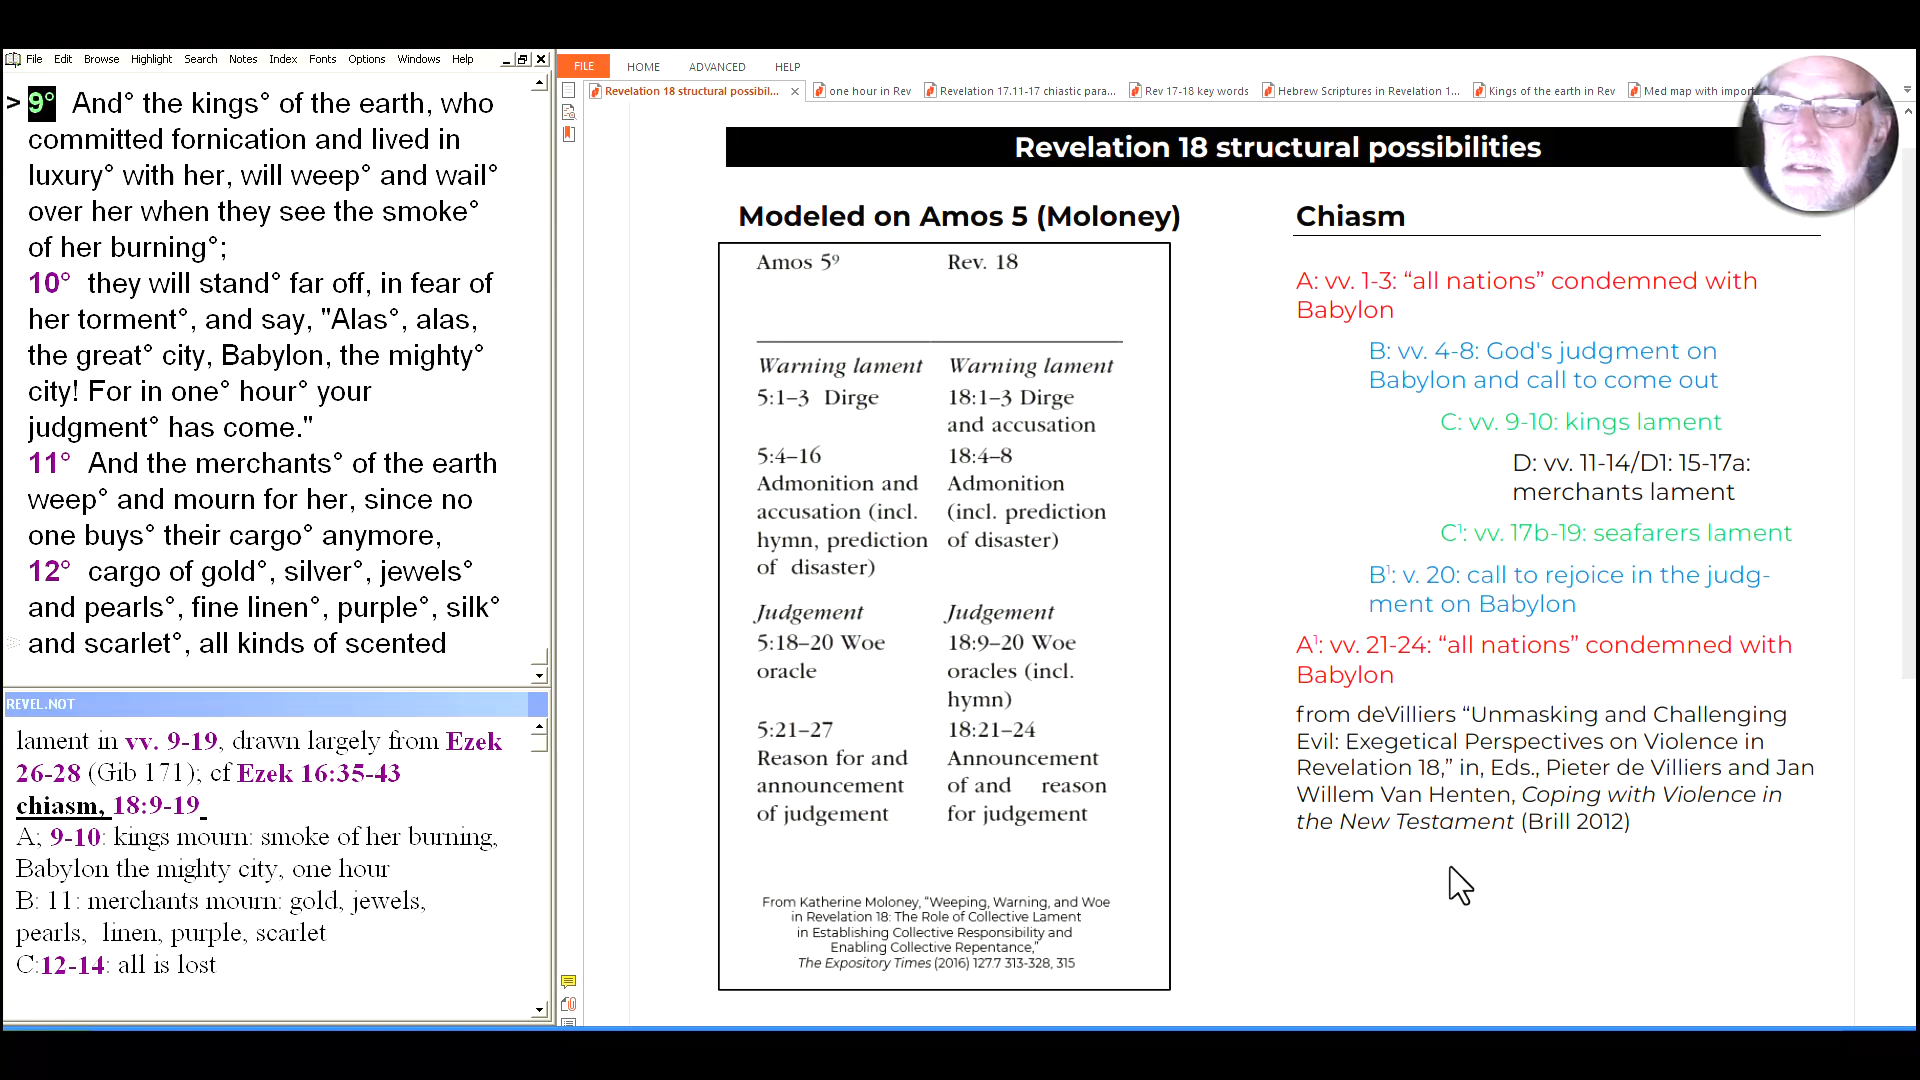 File Edit Browse Highlight Search Notes Index Fonts Options Windows Help
> 9° And° the kings° of the earth, who
committed fornication and lived in
luxury° with her, will weep° and wail°
over her when they see the smoke°
of her burning°;
10° they will stand° far off, in fear of
her torment°, and say, "Alas°, alas,
the great° city, Babylon, the mighty°
city! For in one° hour° your
judgment° has come."
11° And the merchants° of the earth
weep° and mourn for her, since no
one buys° their cargo° anymore,
12° cargo of gold°, silver°, jewels°
and pearls°, fine linen°, purple°, silk°
and scarlet°, all kinds of scented
REVEL.NOT
lament in vv. 9-19, drawn largely from Ezek
26-28 (Gib 171); cf Ezek 16:35-43
chiasm, 18:9-19
A; 9-10: kings mourn: smoke of her burning,
Babylon the mighty city, one hour
B: 11: merchants mourn: gold, jewels,
pearls, linen, purple, scarlet
C:12-14: all is lost
FILE HOME ADVANCED HELP
Revelation 18 structural possibil... one hour in Rev Revelation 17.11-17 chiastic para... Rev 17-18 key words Hebrew Scriptures in Revelation 1... Kings of the earth in Rev Med map with impor
Revelation 18 structural possibilities
Modeled on Amos 5 (Moloney)
Amos 5⁹ Rev. 18
Warning lament Warning lament
5:1–3 Dirge 18:1–3 Dirge
and accusation
5:4–16 18:4–8
Admonition and Admonition
accusation (incl. (incl. prediction
hymn, prediction of disaster)
of disaster)
Judgement Judgement
5:18–20 Woe 18:9–20 Woe
oracle oracles (incl.
hymn)
5:21–27 18:21–24
Reason for and Announcement
announcement of and reason
of judgement for judgement
From Katherine Moloney, “Weeping, Warning, and Woe
in Revelation 18: The Role of Collective Lament
in Establishing Collective Responsibility and
Enabling Collective Repentance,”
The Expository Times (2016) 127.7 313-328, 315
Chiasm
A: vv. 1-3: “all nations” condemned with
Babylon
B: vv. 4-8: God's judgment on
Babylon and call to come out
C: vv. 9-10: kings lament
D: vv. 11-14/D1: 15-17a:
merchants lament
C¹: vv. 17b-19: seafarers lament
B¹: v. 20: call to rejoice in the judg-
ment on Babylon
A¹: vv. 21-24: “all nations” condemned with
Babylon
from deVilliers “Unmasking and Challenging
Evil: Exegetical Perspectives on Violence in
Revelation 18,” in, Eds., Pieter de Villiers and Jan
Willem Van Henten, Coping with Violence in
the New Testament (Brill 2012)